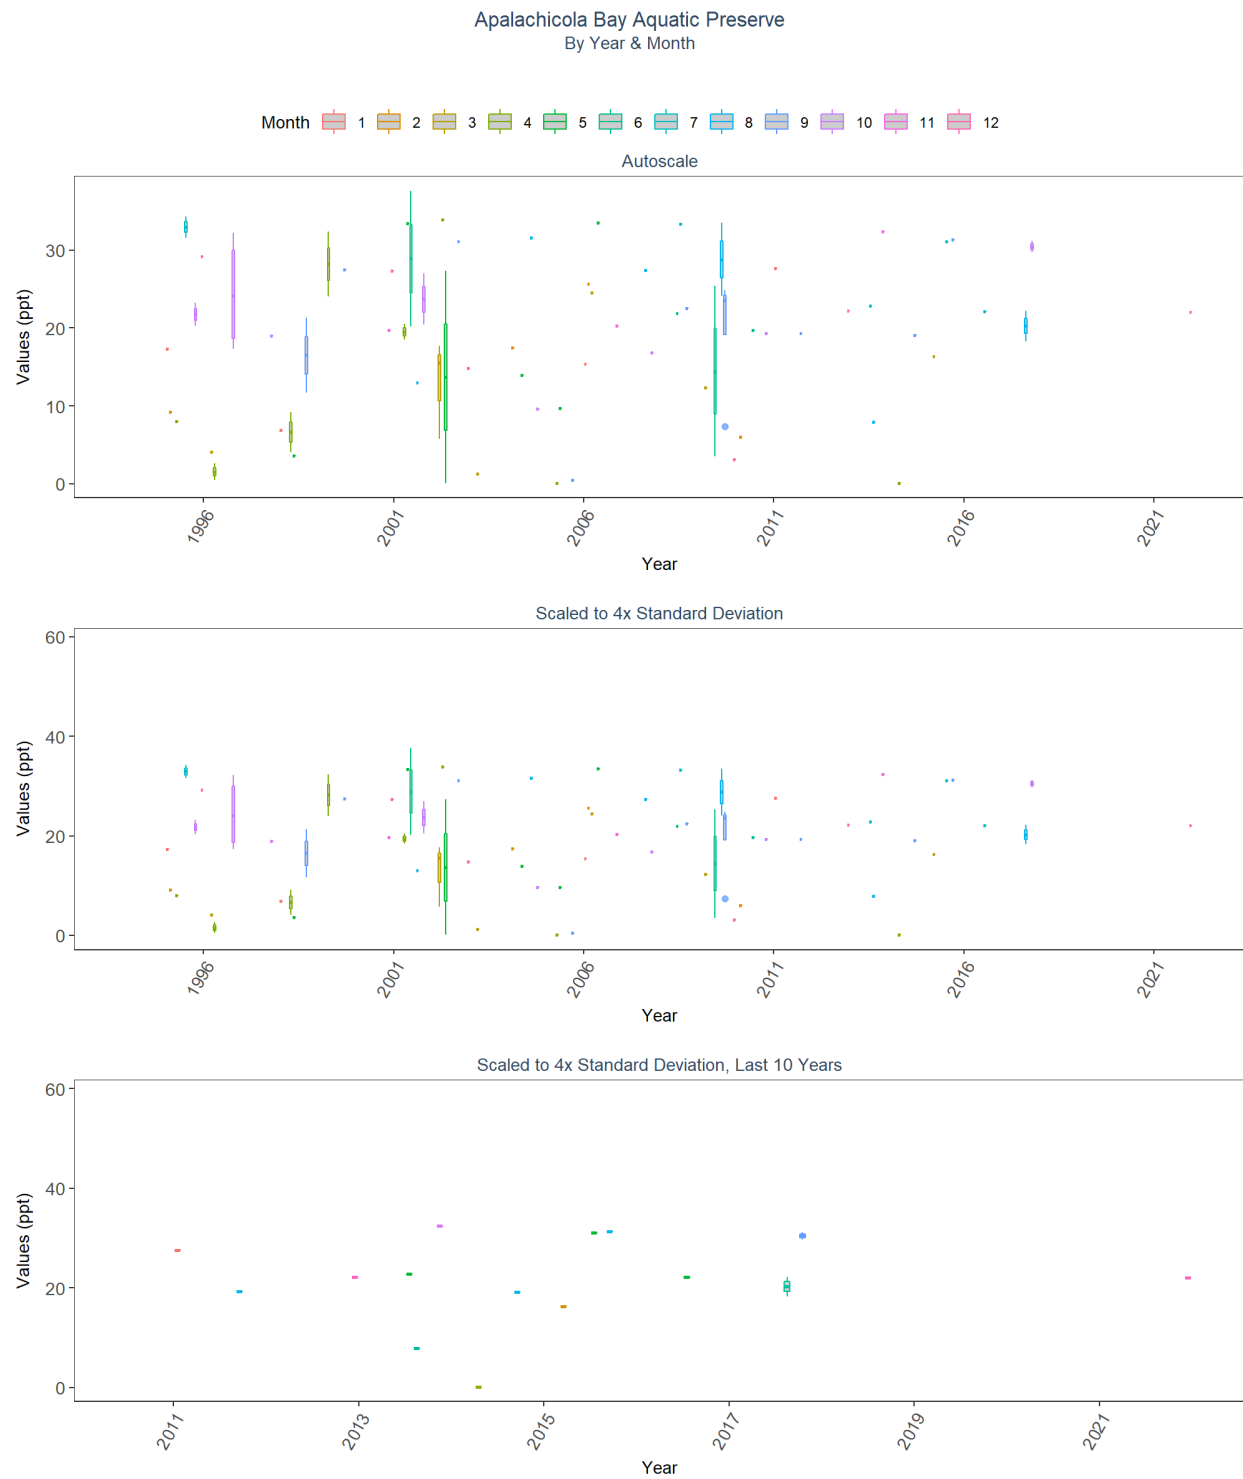 Apalachicola Bay Aquatic Preserve
By Year & Month
Month 1 2 3 4 5 6 7 8 9 10 11 12
Autoscale
Values (ppt)
30
20
10
0
1996 2001 2006 2011 2016 2021
Year
Scaled to 4x Standard Deviation
Values (ppt)
60
40
20
0
1996 2001 2006 2011 2016 2021
Year
Scaled to 4x Standard Deviation, Last 10 Years
Values (ppt)
60
40
20
0
2011 2013 2015 2017 2019 2021
Year